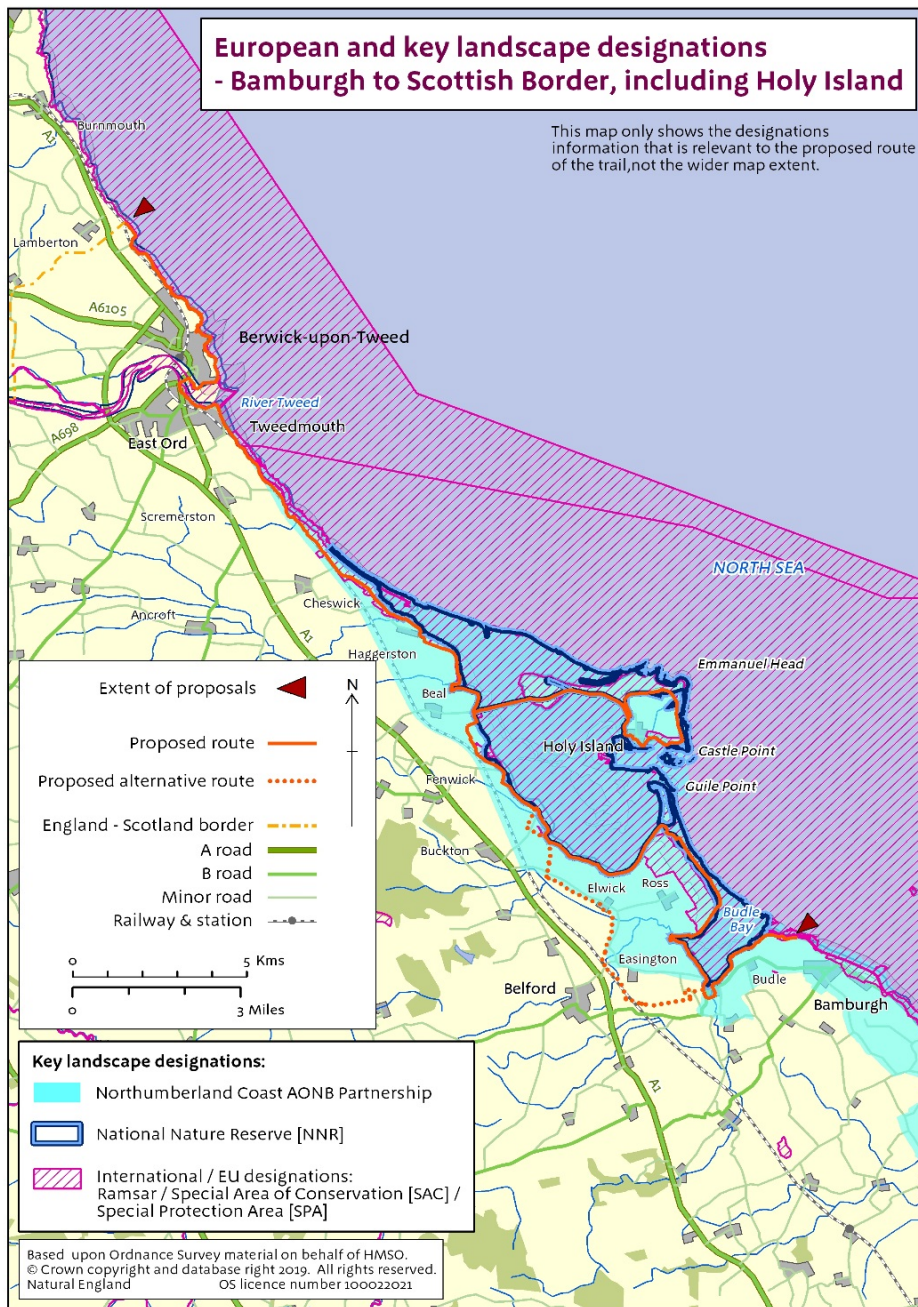 European and key landscape designations
- Bamburgh to Scottish Border, including Holy Island
This map only shows the designations
information that is relevant to the proposed route
of the trail,not the wider map extent.
Burnmouth
A1
Lamberton
A6105
Berwick-upon-Tweed
River Tweed
Tweedmouth
A698
East Ord
Scremerston
NORTH SEA
Cheswick
Ancroft
A1
Haggerston
Emmanuel Head
Beal
Holy Island
Castle Point
Guile Point
Fenwick
Buckton
Elwick
Ross
Budle
Bay
Easington
Belford
Budle
Bamburgh
A1
Extent of proposals
N
Proposed route
Proposed alternative route
England - Scotland border
A road
B road
Minor road
Railway & station
0 5 Kms
0 3 Miles
Key landscape designations:
Northumberland Coast AONB Partnership
National Nature Reserve [NNR]
International / EU designations:
Ramsar / Special Area of Conservation [SAC] /
Special Protection Area [SPA]
Based upon Ordnance Survey material on behalf of HMSO.
© Crown copyright and database right 2019. All rights reserved.
Natural England OS licence number 100022021